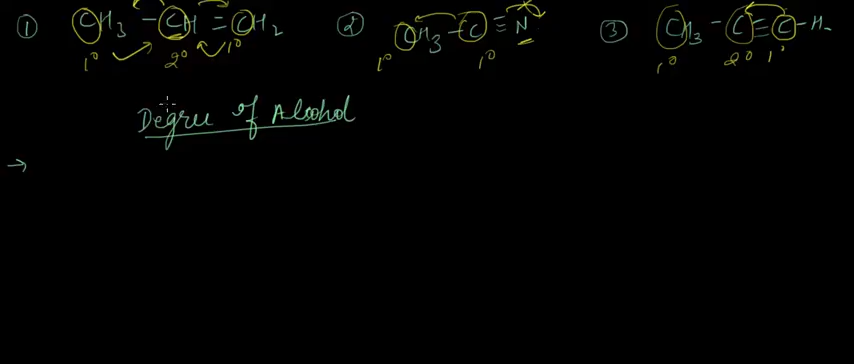 ① CH₃ – CH = CH₂ ② CH₃ – C ≡ N ③ CH₃ – C ≡ C – H
1° 2° 1° 1° 1° 1° 2° 1°
Degree of Alcohol
→